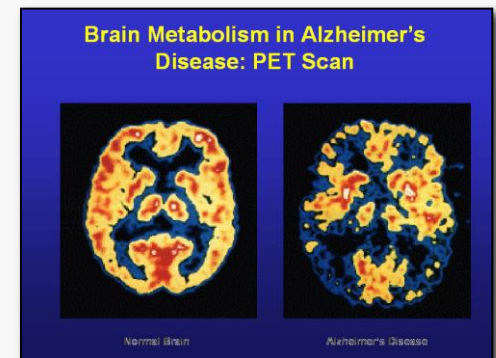 Brain Metabolism in Alzheimer's
Disease: PET Scan
Normal Brain
Alzheimer's Disease